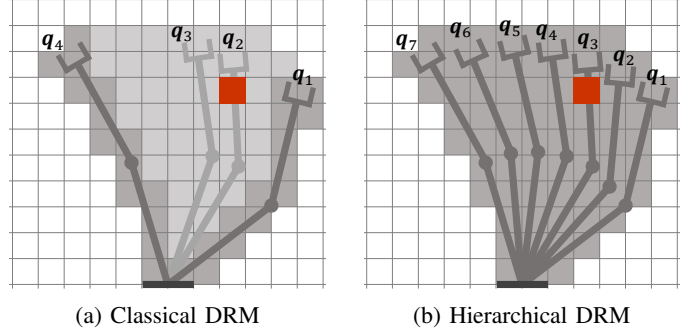 q4 q3 q2 q1
(a) Classical DRM
q7 q6 q5 q4 q3 q2 q1
(b) Hierarchical DRM